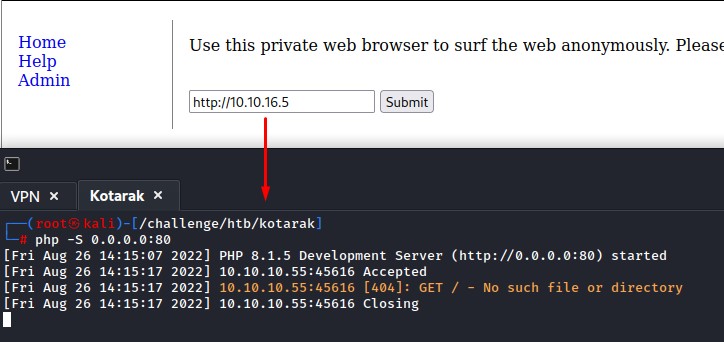 Home
Help
Admin
Use this private web browser to surf the web anonymously. Please
http://10.10.16.5
Submit
VPN ×
Kotarak ×
┌──(root㉿kali)-[/challenge/htb/kotarak]
└─# php -S 0.0.0.0:80
[Fri Aug 26 14:15:07 2022] PHP 8.1.5 Development Server (http://0.0.0.0:80) started
[Fri Aug 26 14:15:17 2022] 10.10.10.55:45616 Accepted
[Fri Aug 26 14:15:17 2022] 10.10.10.55:45616 [404]: GET / - No such file or directory
[Fri Aug 26 14:15:17 2022] 10.10.10.55:45616 Closing